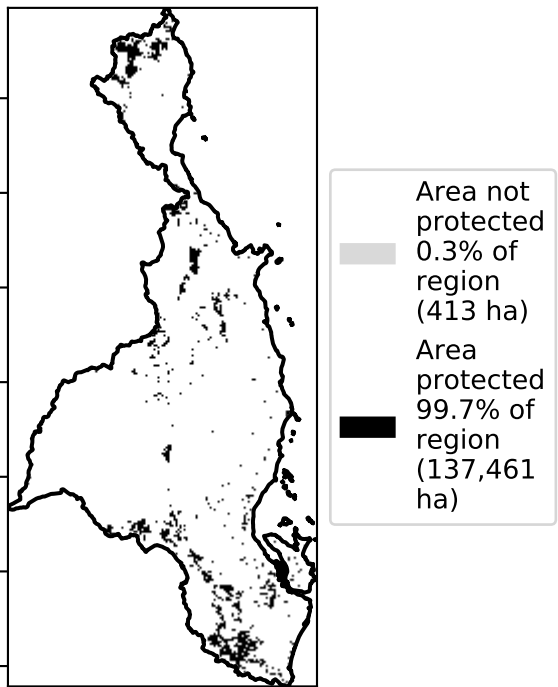 Area not
protected
0.3% of
region
(413 ha)
Area
protected
99.7% of
region
(137,461
ha)